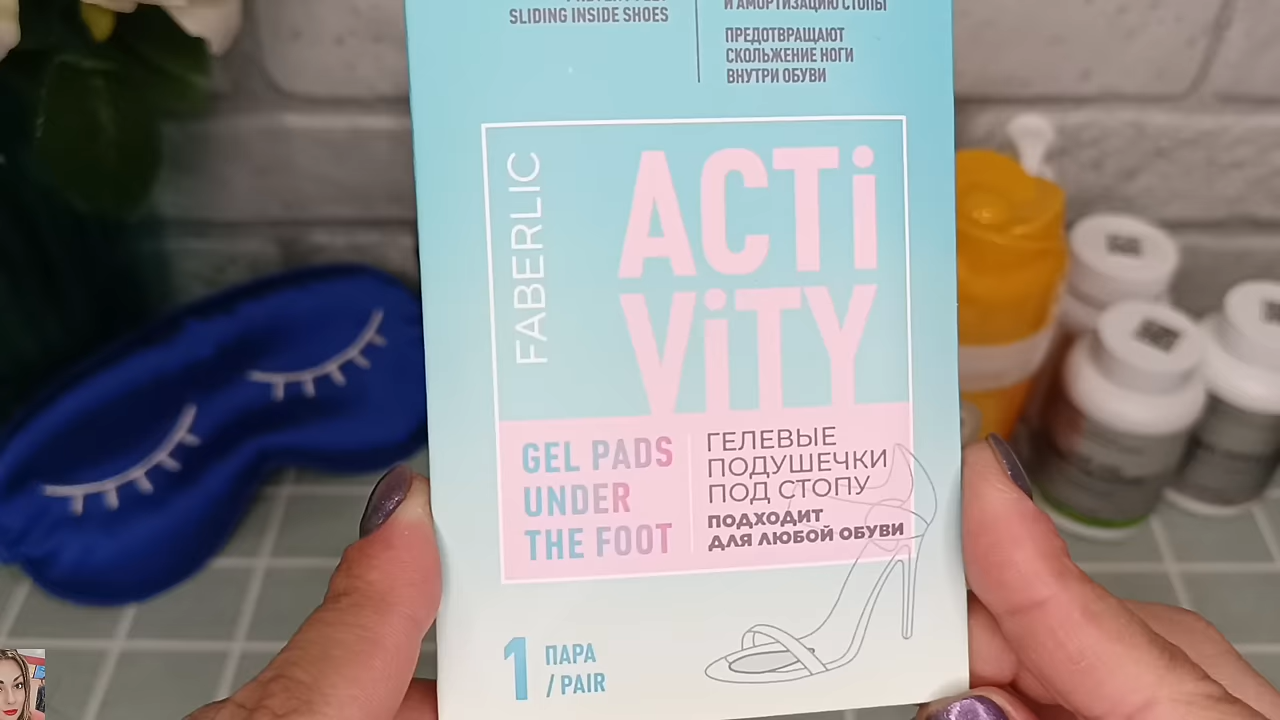 SLIDING INSIDE SHOES
И АМОРТИЗАЦИЮ СТОПЫ
ПРЕДОТВРАЩАЮТ
СКОЛЬЖЕНИЕ НОГИ
ВНУТРИ ОБУВИ
FABERLIC
ACTi
ViTY
GEL PADS
UNDER
THE FOOT
ГЕЛЕВЫЕ
ПОДУШЕЧКИ
ПОД СТОПУ
ПОДХОДИТ
ДЛЯ ЛЮБОЙ ОБУВИ
1 ПАРА
/ PAIR